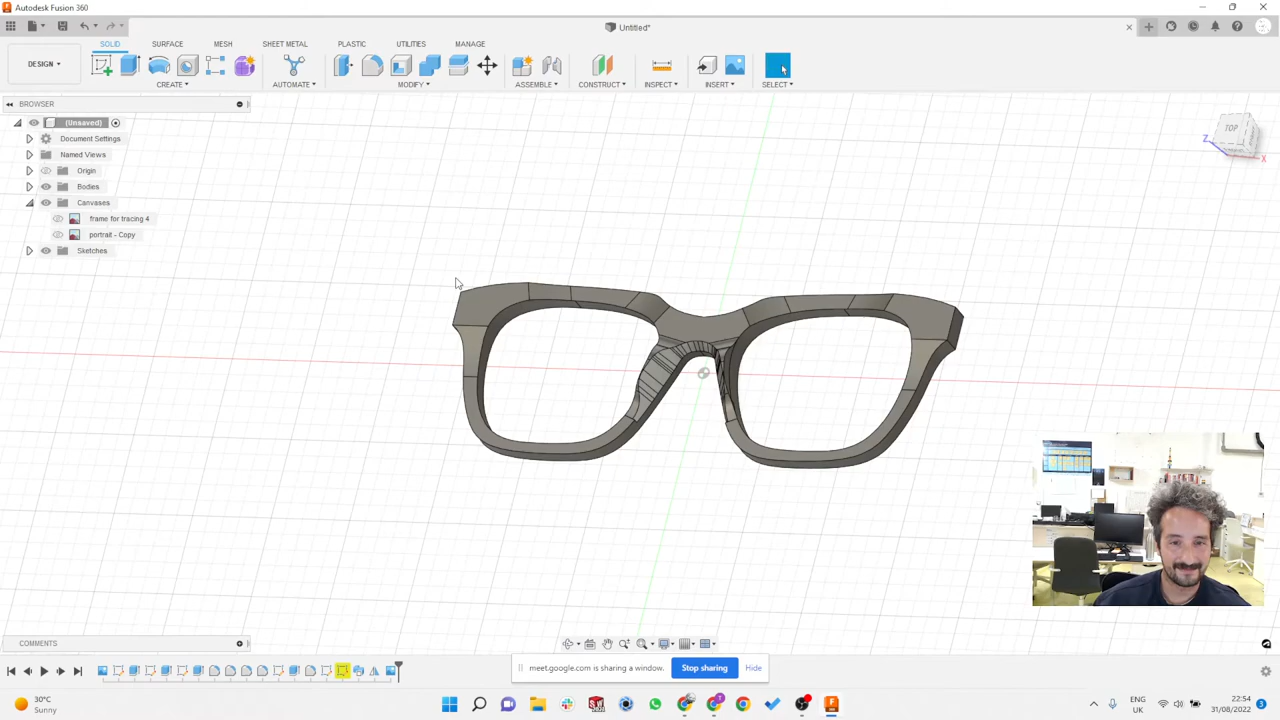 Autodesk Fusion 360
Untitled*
SOLID SURFACE MESH SHEET METAL PLASTIC UTILITIES MANAGE
DESIGN
CREATE AUTOMATE MODIFY ASSEMBLE CONSTRUCT INSPECT INSERT SELECT
BROWSER
(Unsaved)
Document Settings
Named Views
Origin
Bodies
Canvases
frame for tracing 4
portrait - Copy
Sketches
TOP
Z
X
COMMENTS
meet.google.com is sharing a window. Stop sharing Hide
30°C
Sunny
ENG
UK
22:54
31/08/2022
3